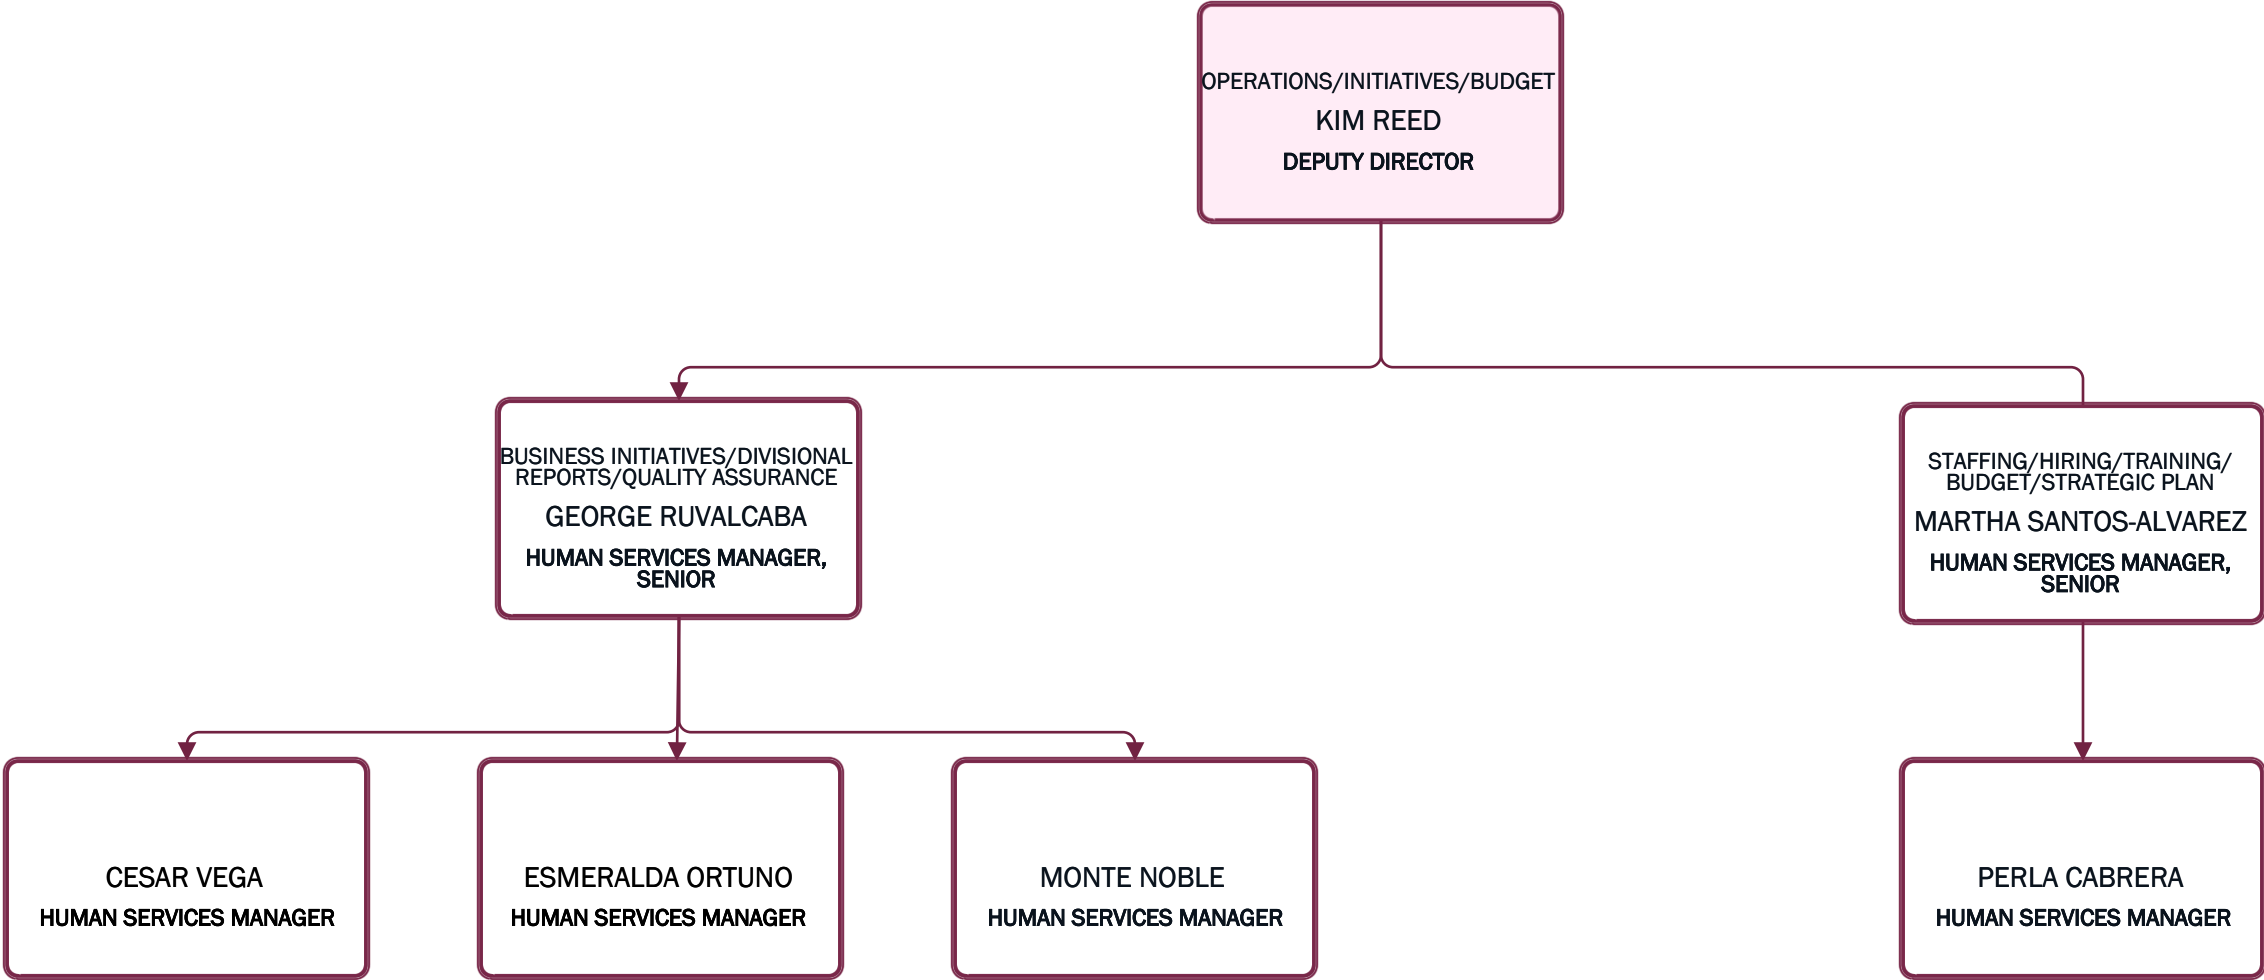 OPERATIONS/INITIATIVES/BUDGET
KIM REED
DEPUTY DIRECTOR
BUSINESS INITIATIVES/DIVISIONAL
REPORTS/QUALITY ASSURANCE
GEORGE RUVALCABA
HUMAN SERVICES MANAGER,
SENIOR
STAFFING/HIRING/TRAINING/
BUDGET/STRATEGIC PLAN
MARTHA SANTOS-ALVAREZ
HUMAN SERVICES MANAGER,
SENIOR
CESAR VEGA
HUMAN SERVICES MANAGER
ESMERALDA ORTUNO
HUMAN SERVICES MANAGER
MONTE NOBLE
HUMAN SERVICES MANAGER
PERLA CABRERA
HUMAN SERVICES MANAGER